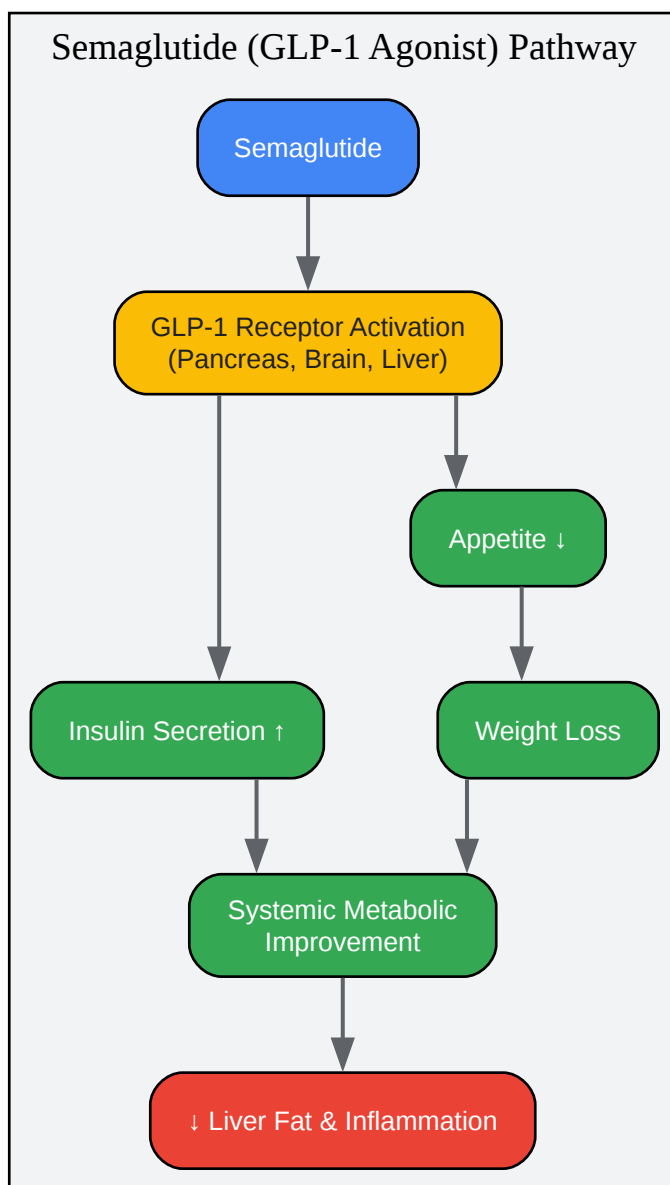 Semaglutide (GLP-1 Agonist) Pathway
Semaglutide
GLP-1 Receptor Activation
(Pancreas, Brain, Liver)
Appetite ↓
Insulin Secretion ↑
Weight Loss
Systemic Metabolic
Improvement
↓ Liver Fat & Inflammation